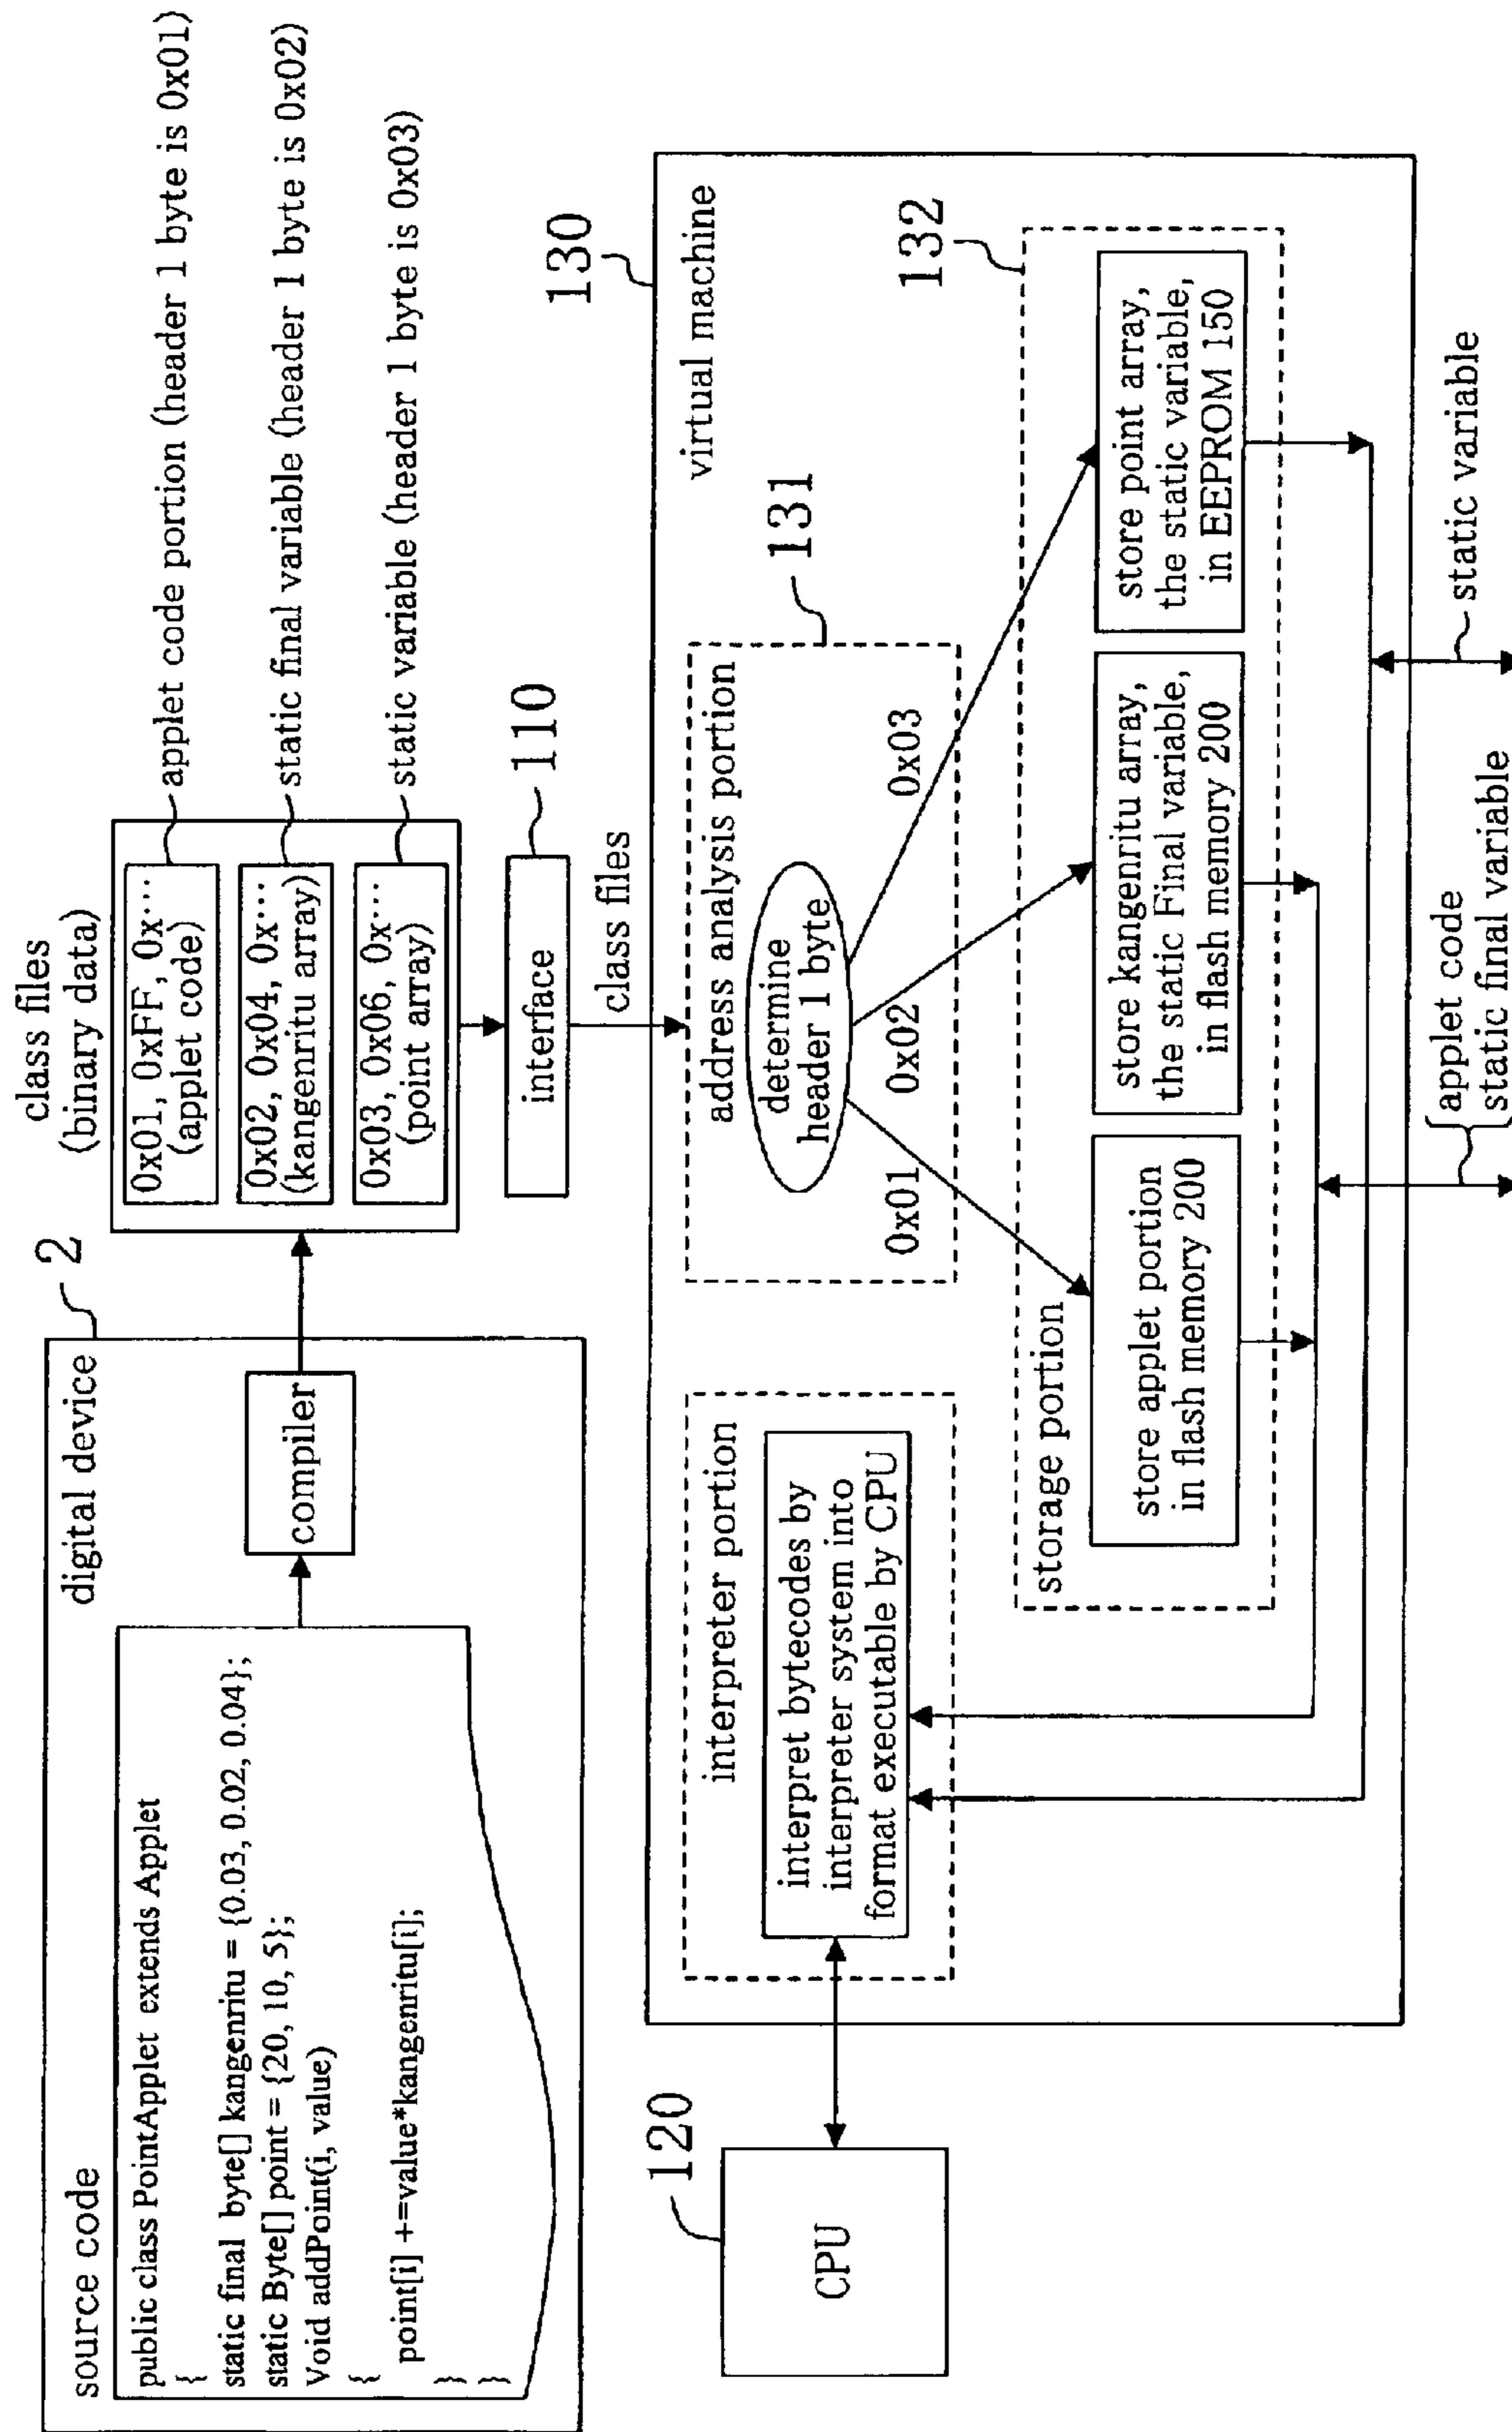 source code
digital device
2
public class PointApplet extends Applet
{
static final byte[] kangenritu = {0.03, 0.02, 0.04};
static Byte[] point = {20, 10, 5};
Void addPoint(i, value)
{
point[i] +=value*kangenritu[i];
}
}
compiler
class files
(binary data)
0x01, 0xFF, 0x···
(applet code)
0x02, 0x04, 0x···
(kangenritu array)
0x03, 0x06, 0x···
(point array)
applet code portion (header 1 byte is 0x01)
static final variable (header 1 byte is 0x02)
static variable (header 1 byte is 0x03)
interface
110
class files
130
virtual machine
120
CPU
interpreter portion
interpret bytecodes by
interpreter system into
format executable by CPU
address analysis portion
131
determine
header 1 byte
0x01
0x02
0x03
storage portion
132
store applet portion
in flash memory 200
store kangenritu array,
the static Final variable,
in flash memory 200
store point array,
the static variable,
in EEPROM 150
applet code
static final variable
static variable